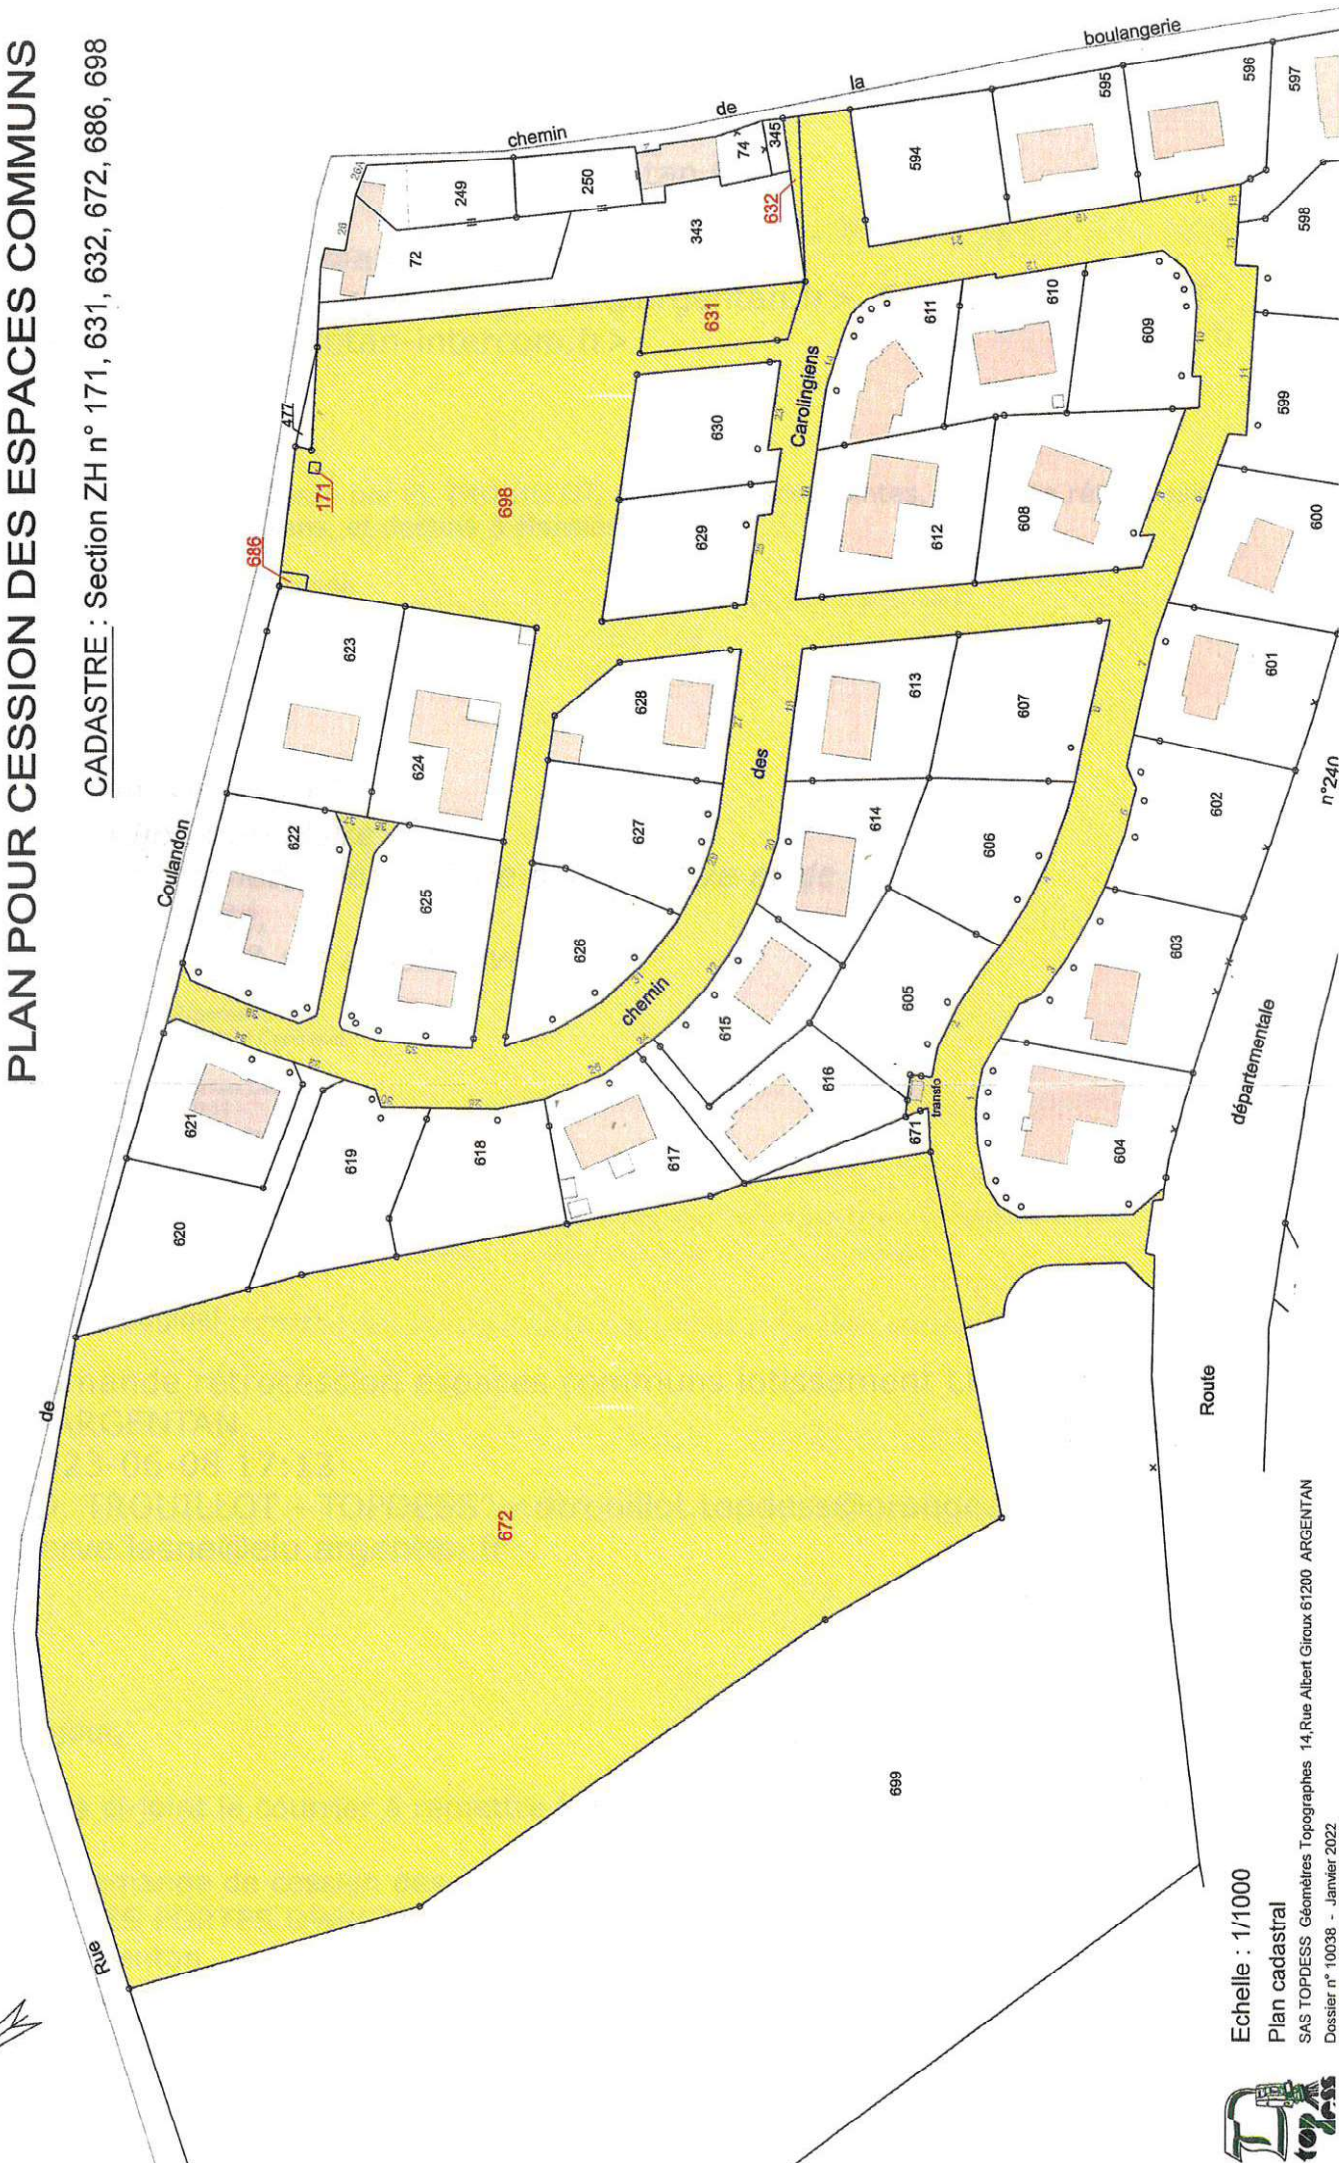 PLAN POUR CESSION DES ESPACES COMMUNS
CADASTRE : Section ZH n° 171, 631, 632, 672, 686, 698
Rue
de
Coulandon
chemin
de
la
boulangerie
chemin
des
Carolingiens
Route
départementale
n°240
transfo
26A
26
249
250
72
343
74
345
632
631
477
171
686
698
630
629
623
624
628
627
622
625
626
621
620
619
618
617
616
615
614
613
612
611
610
609
608
607
606
605
671
604
603
602
601
600
599
598
597
596
595
594
672
699
Echelle : 1/1000
Plan cadastral
SAS TOPDESS Géomètres Topographes 14,Rue Albert Giroux 61200 ARGENTAN
Dossier n° 10038 - Janvier 2022
topdess